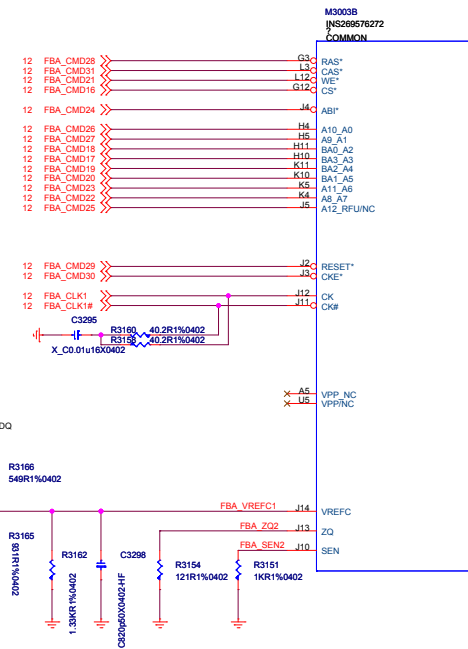 M3003B
INS269576272
?
COMMON
12 FBA_CMD28 G3 RAS*
12 FBA_CMD31 L3 CAS*
12 FBA_CMD21 L12 WE*
12 FBA_CMD16 G12 CS*
12 FBA_CMD24 J4 ABI*
12 FBA_CMD26 H4 A10_A0
12 FBA_CMD27 H5 A9_A1
12 FBA_CMD18 H11 BA0_A2
12 FBA_CMD17 H10 BA3_A3
12 FBA_CMD19 K11 BA2_A4
12 FBA_CMD20 K10 BA1_A5
12 FBA_CMD23 K5 A11_A6
12 FBA_CMD22 K4 A8_A7
12 FBA_CMD25 J5 A12_RFU/NC
12 FBA_CMD29 J2 RESET*
12 FBA_CMD30 J3 CKE*
12 FBA_CLK1 J12 CK
12 FBA_CLK1# J11 CK#
C3295
R3160 40.2R1%0402
R3158 40.2R1%0402
X_C0.01u16X0402
A5 VPP_NC
U5 VPP/NC
DQ
R3166
549R1%0402
FBA_VREFC1 J14 VREFC
FBA_ZQ2 J13 ZQ
FBA_SEN2 J10 SEN
R3165
931R1%0402
R3162
1.33KR1%0402
C3298
C820p50X0402-HF
R3154
121R1%0402
R3151
1KR1%0402